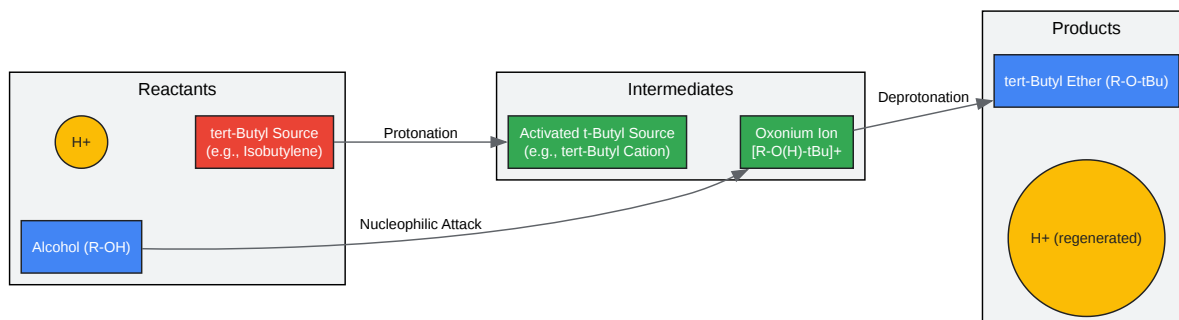 Reactants
H+
tert-Butyl Source
(e.g., Isobutylene)
Alcohol (R-OH)
Protonation
Nucleophilic Attack
Intermediates
Activated t-Butyl Source
(e.g., tert-Butyl Cation)
Oxonium Ion
[R-O(H)-tBu]+
Deprotonation
Products
tert-Butyl Ether (R-O-tBu)
H+ (regenerated)